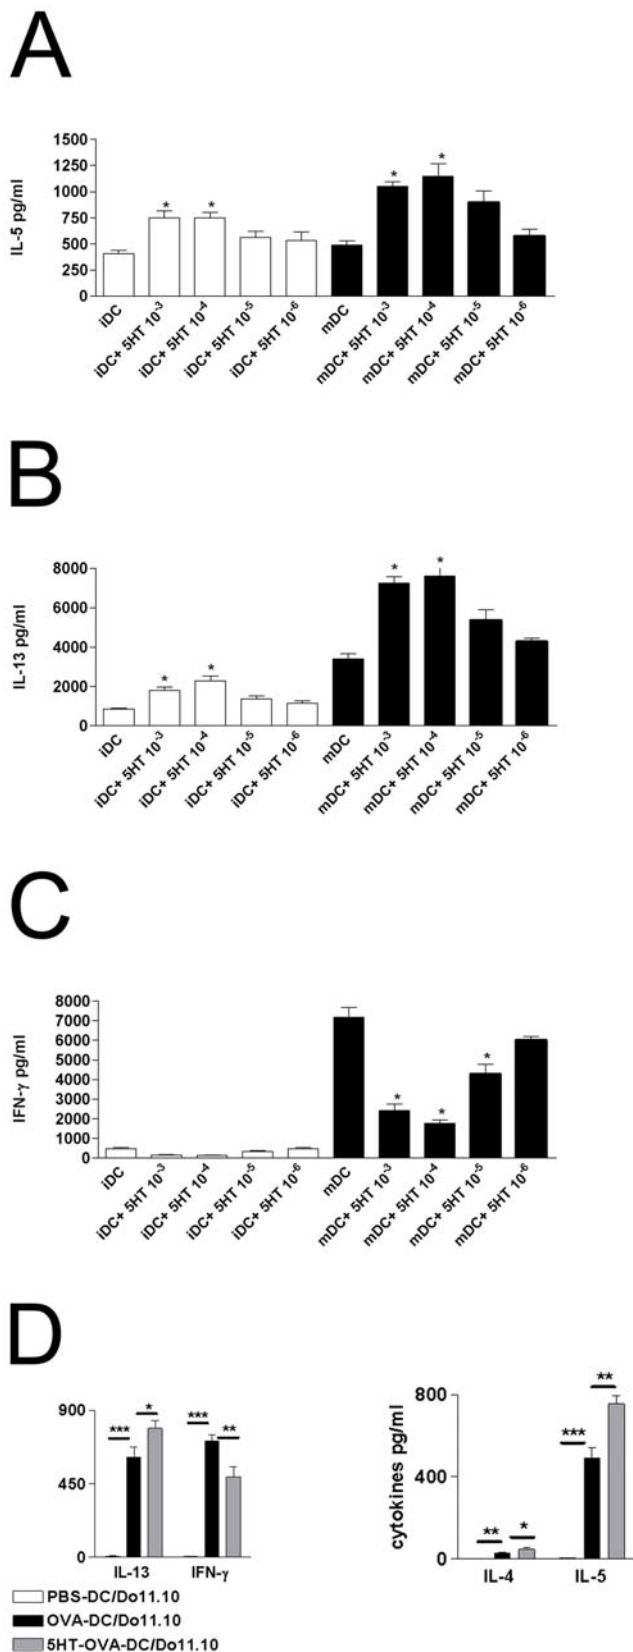 A
IL-5 pg/ml
1500
1250
1000
750
500
250
0
* * * *
iDC
iDC+ 5HT 10⁻³
iDC+ 5HT 10⁻⁴
iDC+ 5HT 10⁻⁵
iDC+ 5HT 10⁻⁶
mDC
mDC+ 5HT 10⁻³
mDC+ 5HT 10⁻⁴
mDC+ 5HT 10⁻⁵
mDC+ 5HT 10⁻⁶
B
IL-13 pg/ml
8000
6000
4000
2000
0
* * * *
iDC
iDC+ 5HT 10⁻³
iDC+ 5HT 10⁻⁴
iDC+ 5HT 10⁻⁵
iDC+ 5HT 10⁻⁶
mDC
mDC+ 5HT 10⁻³
mDC+ 5HT 10⁻⁴
mDC+ 5HT 10⁻⁵
mDC+ 5HT 10⁻⁶
C
IFN-γ pg/ml
8000
7000
6000
5000
4000
3000
2000
1000
0
* * *
iDC
iDC+ 5HT 10⁻³
iDC+ 5HT 10⁻⁴
iDC+ 5HT 10⁻⁵
iDC+ 5HT 10⁻⁶
mDC
mDC+ 5HT 10⁻³
mDC+ 5HT 10⁻⁴
mDC+ 5HT 10⁻⁵
mDC+ 5HT 10⁻⁶
D
900
450
0
*** * *** **
IL-13 IFN-γ
cytokines pg/ml
800
400
0
** * *** **
IL-4 IL-5
PBS-DC/Do11.10
OVA-DC/Do11.10
5HT-OVA-DC/Do11.10